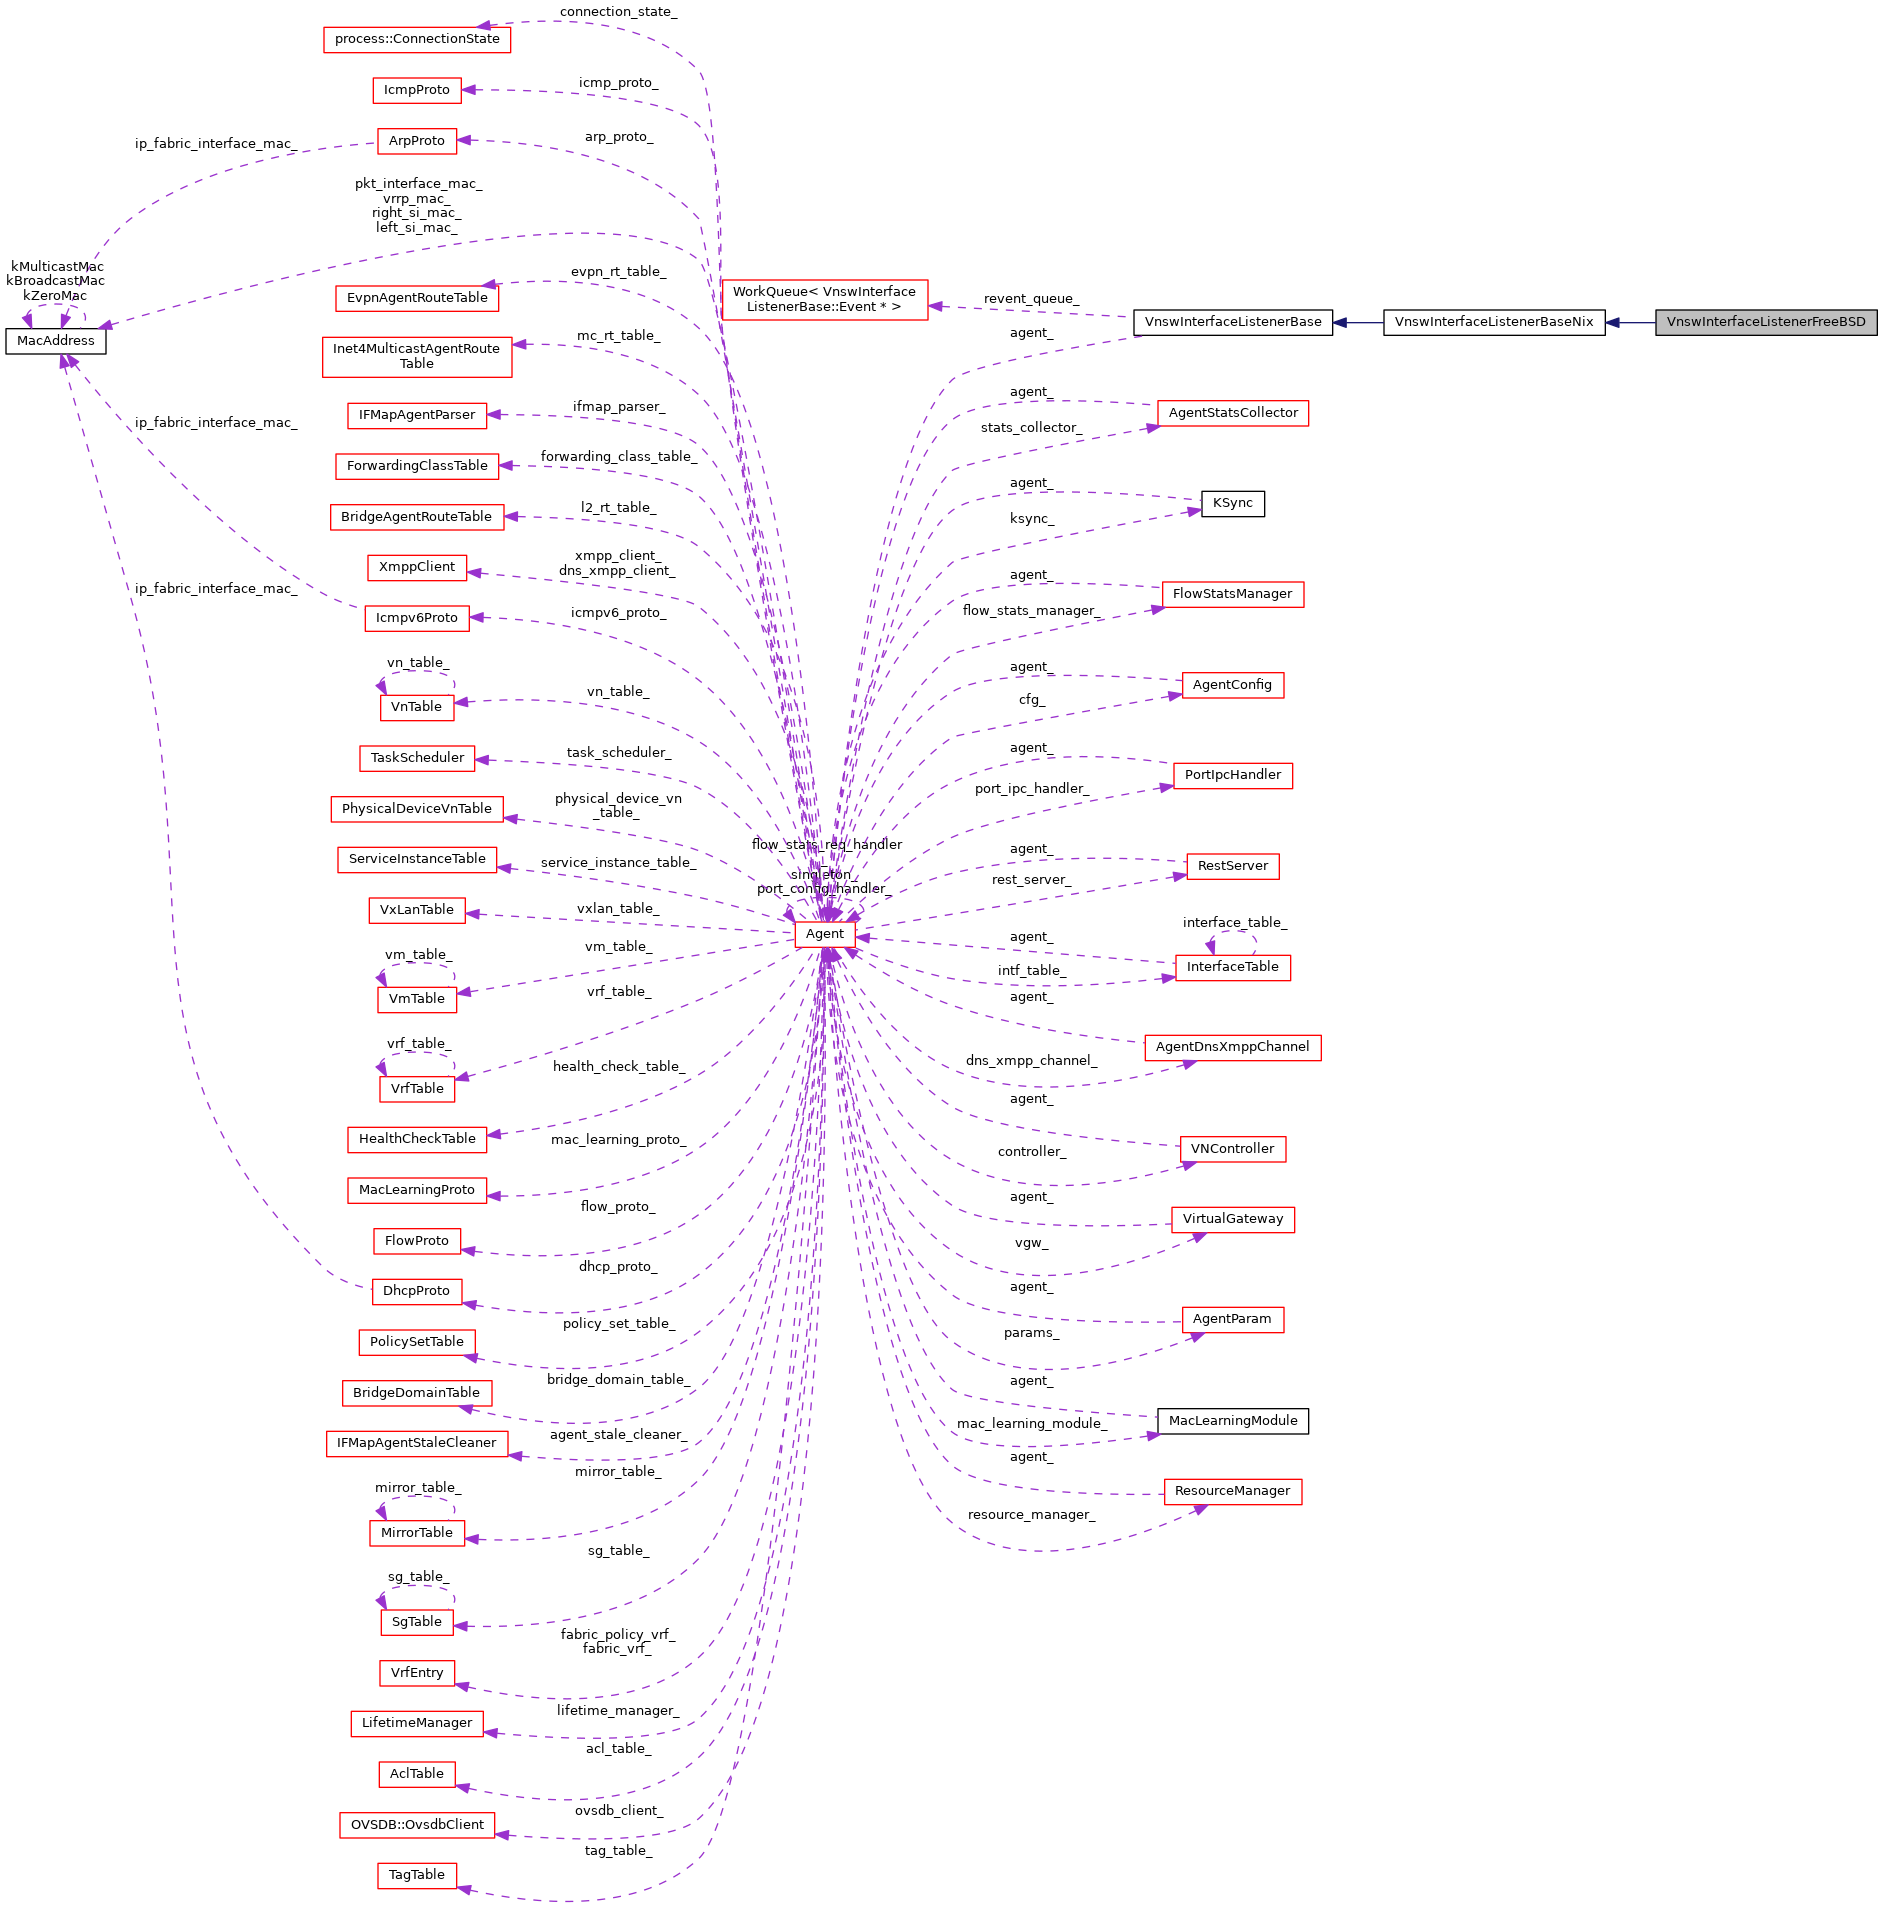 connection_state_
process::ConnectionState
icmp_proto_
IcmpProto
arp_proto_
ArpProto
ip_fabric_interface_mac_
pkt_interface_mac_
vrrp_mac_
right_si_mac_
left_si_mac_
kMulticastMac
kBroadcastMac
kZeroMac
MacAddress
evpn_rt_table_
EvpnAgentRouteTable
mc_rt_table_
Inet4MulticastAgentRoute
Table
ifmap_parser_
IFMapAgentParser
ip_fabric_interface_mac_
forwarding_class_table_
ForwardingClassTable
l2_rt_table_
BridgeAgentRouteTable
xmpp_client_
dns_xmpp_client_
XmppClient
ip_fabric_interface_mac_
icmpv6_proto_
Icmpv6Proto
vn_table_
vn_table_
VnTable
task_scheduler_
TaskScheduler
physical_device_vn
_table_
PhysicalDeviceVnTable
service_instance_table_
ServiceInstanceTable
vxlan_table_
VxLanTable
vm_table_
vm_table_
VmTable
vrf_table_
vrf_table_
VrfTable
health_check_table_
HealthCheckTable
mac_learning_proto_
MacLearningProto
flow_proto_
FlowProto
dhcp_proto_
DhcpProto
policy_set_table_
PolicySetTable
bridge_domain_table_
BridgeDomainTable
agent_stale_cleaner_
IFMapAgentStaleCleaner
mirror_table_
mirror_table_
MirrorTable
sg_table_
sg_table_
SgTable
fabric_policy_vrf_
fabric_vrf_
VrfEntry
lifetime_manager_
LifetimeManager
acl_table_
AclTable
ovsdb_client_
OVSDB::OvsdbClient
tag_table_
TagTable
WorkQueue< VnswInterface
ListenerBase::Event * >
flow_stats_req_handler
_
singleton_
port_config_handler_
Agent
revent_queue_
VnswInterfaceListenerBase
VnswInterfaceListenerBaseNix
VnswInterfaceListenerFreeBSD
agent_
agent_
AgentStatsCollector
stats_collector_
agent_
KSync
ksync_
agent_
FlowStatsManager
flow_stats_manager_
agent_
AgentConfig
cfg_
agent_
PortIpcHandler
port_ipc_handler_
agent_
RestServer
rest_server_
interface_table_
agent_
InterfaceTable
intf_table_
agent_
AgentDnsXmppChannel
dns_xmpp_channel_
agent_
VNController
controller_
agent_
VirtualGateway
vgw_
agent_
AgentParam
params_
agent_
MacLearningModule
mac_learning_module_
agent_
ResourceManager
resource_manager_